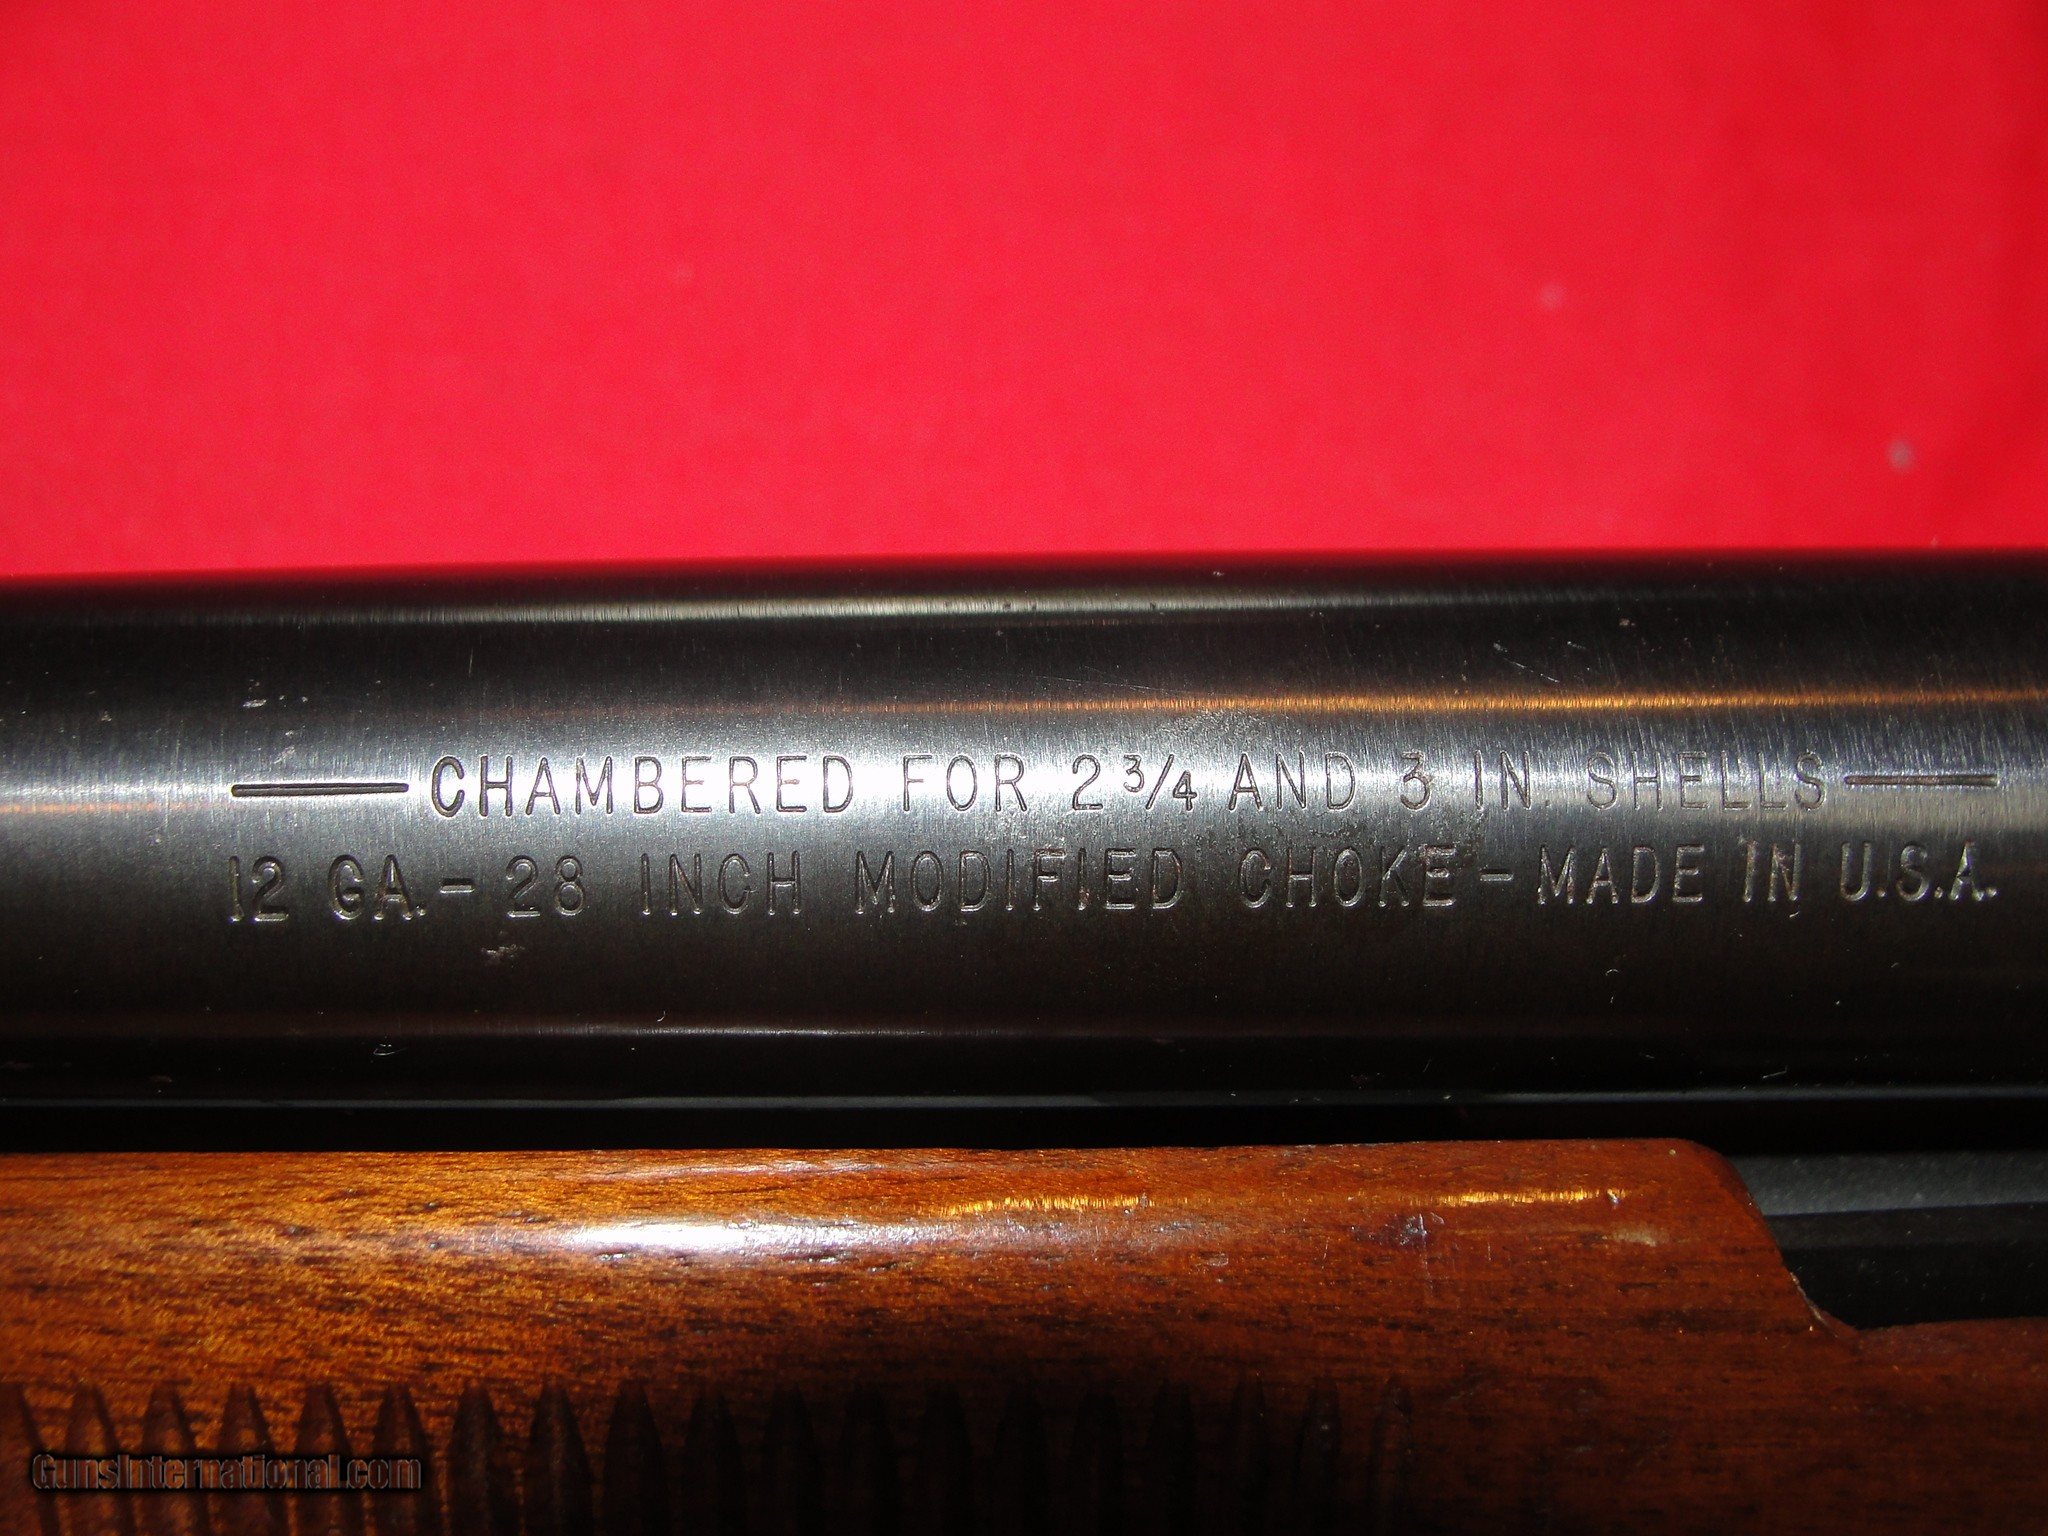 CHAMBERED FOR 2 3/4 AND 3 IN. SHELLS
12 GA. - 28 INCH MODIFIED CHOKE - MADE IN U.S.A.
GunsInternational.com